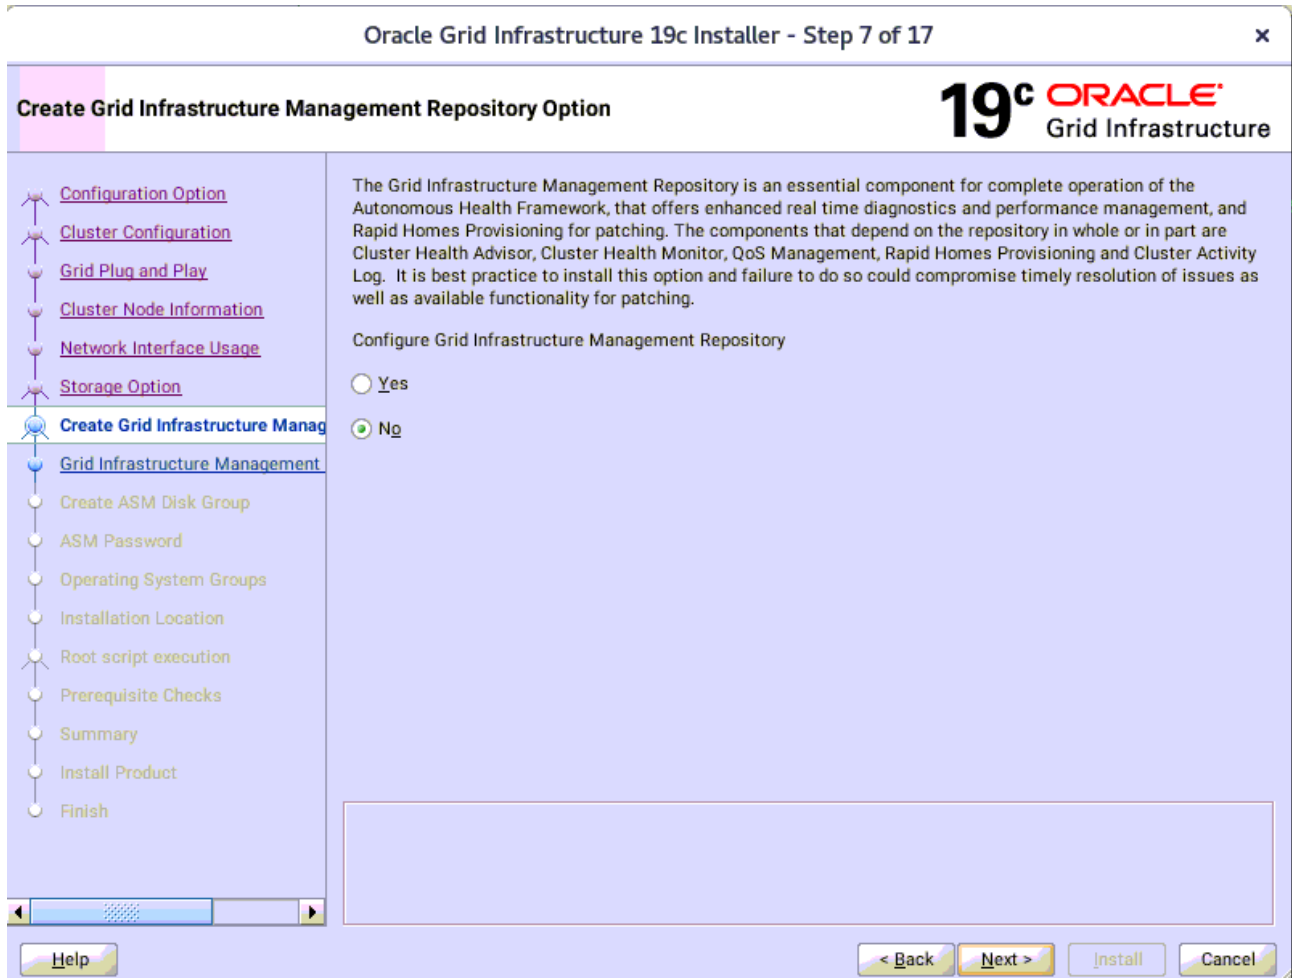 Oracle Grid Infrastructure 19c Installer - Step 7 of 17
Create Grid Infrastructure Management Repository Option
19c ORACLE
Grid Infrastructure
Configuration Option
Cluster Configuration
Grid Plug and Play
Cluster Node Information
Network Interface Usage
Storage Option
Create Grid Infrastructure Manag
Grid Infrastructure Management
Create ASM Disk Group
ASM Password
Operating System Groups
Installation Location
Root script execution
Prerequisite Checks
Summary
Install Product
Finish
The Grid Infrastructure Management Repository is an essential component for complete operation of the
Autonomous Health Framework, that offers enhanced real time diagnostics and performance management, and
Rapid Homes Provisioning for patching. The components that depend on the repository in whole or in part are
Cluster Health Advisor, Cluster Health Monitor, QoS Management, Rapid Homes Provisioning and Cluster Activity
Log. It is best practice to install this option and failure to do so could compromise timely resolution of issues as
well as available functionality for patching.
Configure Grid Infrastructure Management Repository
Yes
No
Help
< Back
Next >
Install
Cancel